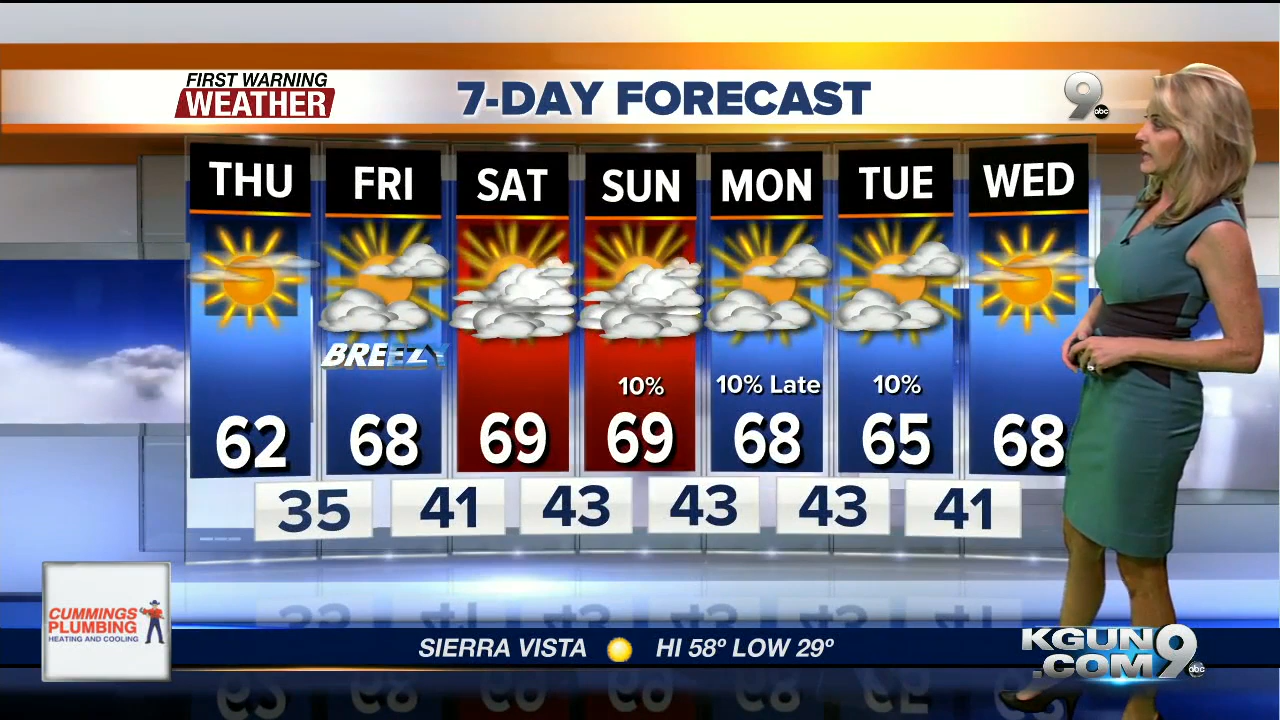 FIRST WARNING
WEATHER
7-DAY FORECAST
9
abc
THU FRI SAT SUN MON TUE WED
BREEZY
10% 10% Late 10%
62 68 69 69 68 65 68
35 41 43 43 43 41
CUMMINGS
PLUMBING
HEATING AND COOLING
SIERRA VISTA HI 58º LOW 29º
KGUN9
.COM
abc